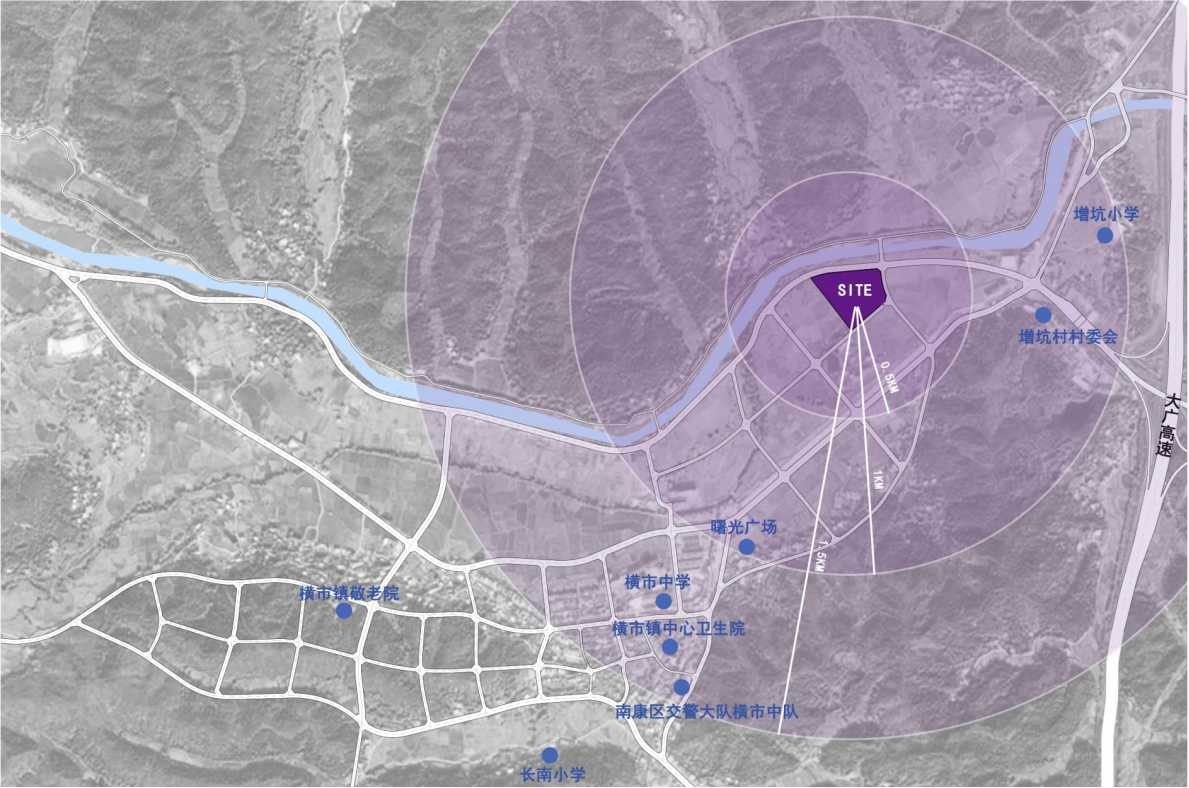 增坑小学
SITE
增坑村村委会
0.5KM
大广高速
1KM
曙光广场
1.5KM
横市中学
横市镇敬老院
横市镇中心卫生院
南康区交警大队横市中队
长南小学